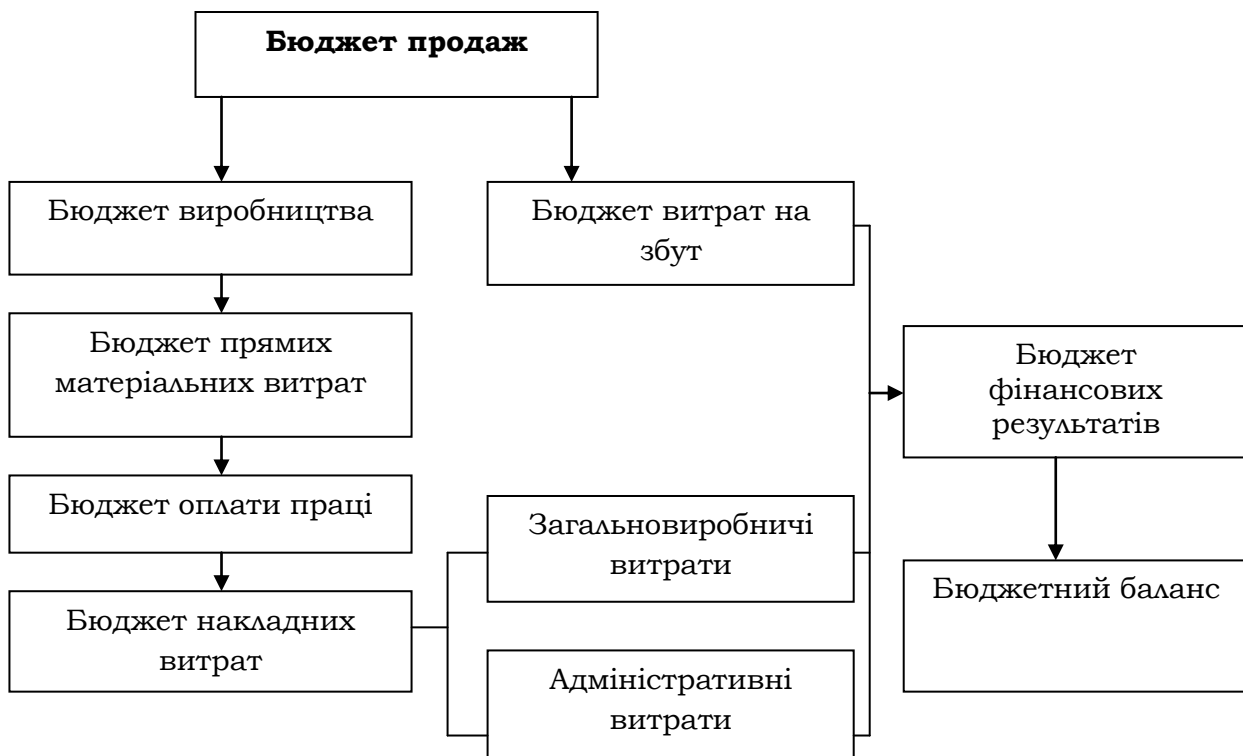 Бюджет продаж
Бюджет виробництва
Бюджет витрат на
збут
Бюджет прямих
матеріальних витрат
Бюджет
фінансових
результатів
Бюджет оплати праці
Загальновиробничі
витрати
Бюджетний баланс
Бюджет накладних
витрат
Адміністративні
витрати